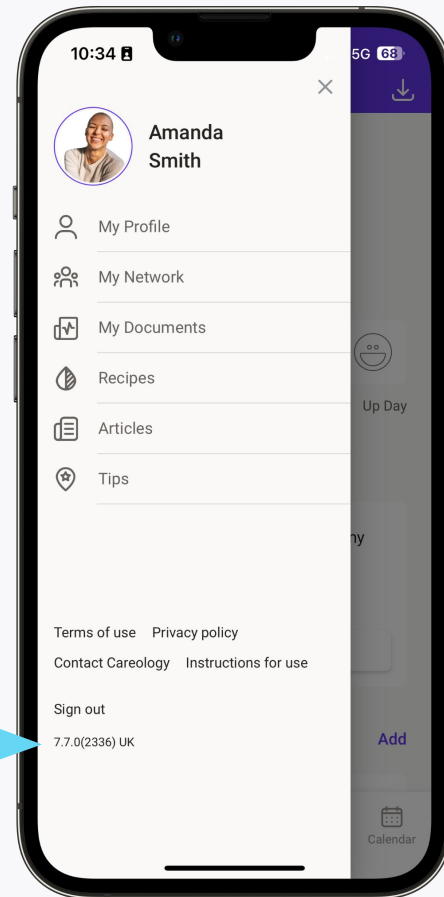 10:34
5G 68
Amanda
Smith
My Profile
My Network
My Documents
Recipes
Articles
Tips
Up Day
ny
Terms of use Privacy policy
Contact Careology Instructions for use
Sign out
7.7.0(2336) UK
Add
Calendar